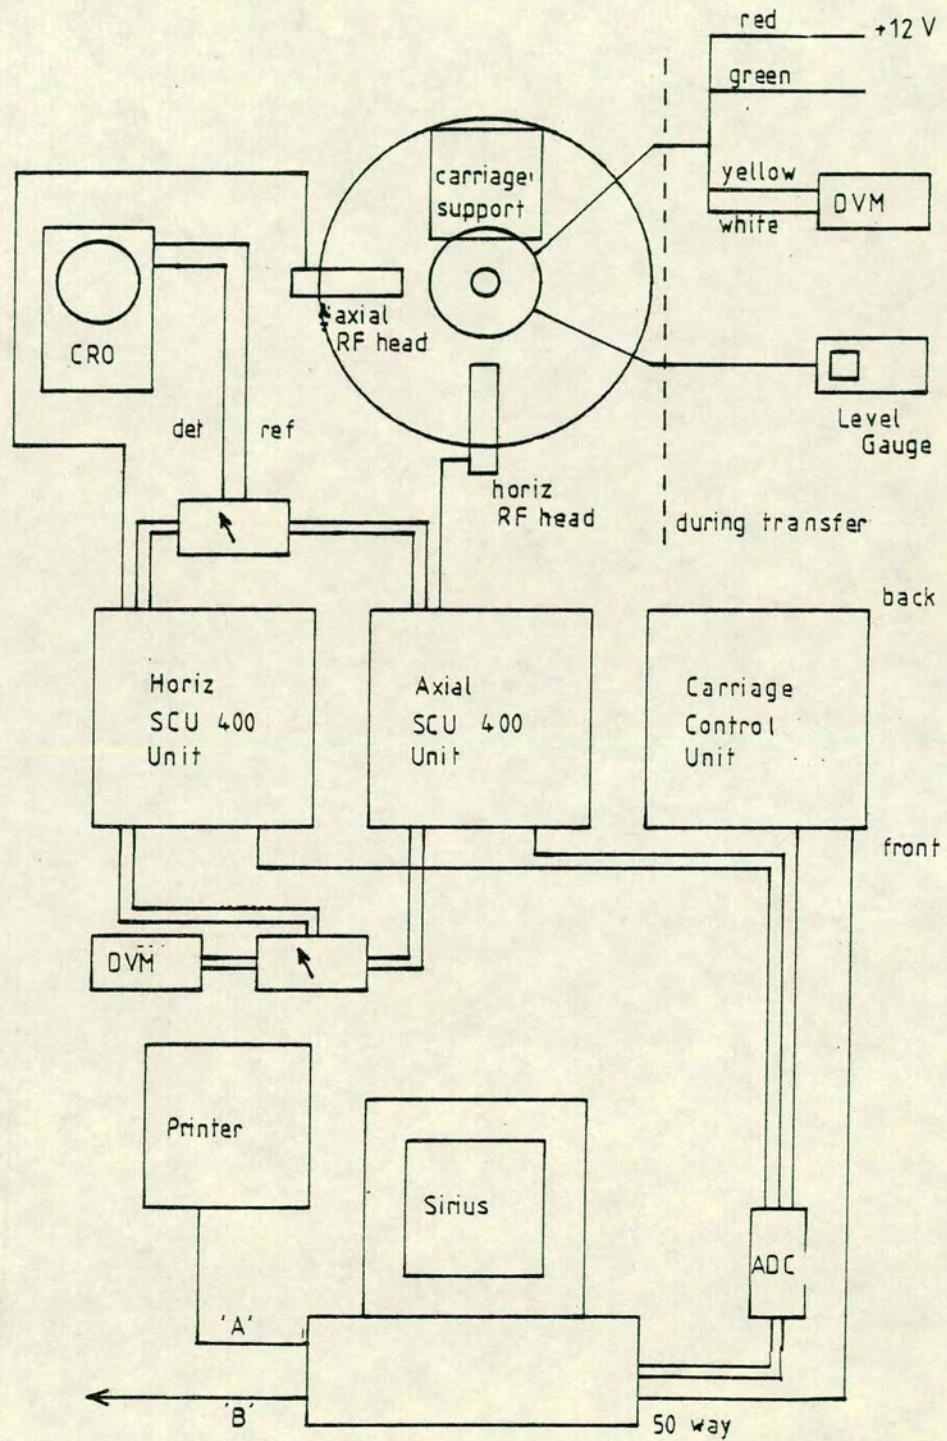 red
+12 V
green
yellow
white
DVM
carriage
support
axial
RF head
CRO
Level
Gauge
det
ref
horiz
RF head
during transfer
back
Horiz
SCU 400
Unit
Axial
SCU 400
Unit
Carriage
Control
Unit
front
DVM
Printer
Sirius
ADC
'A'
'B'
50 way